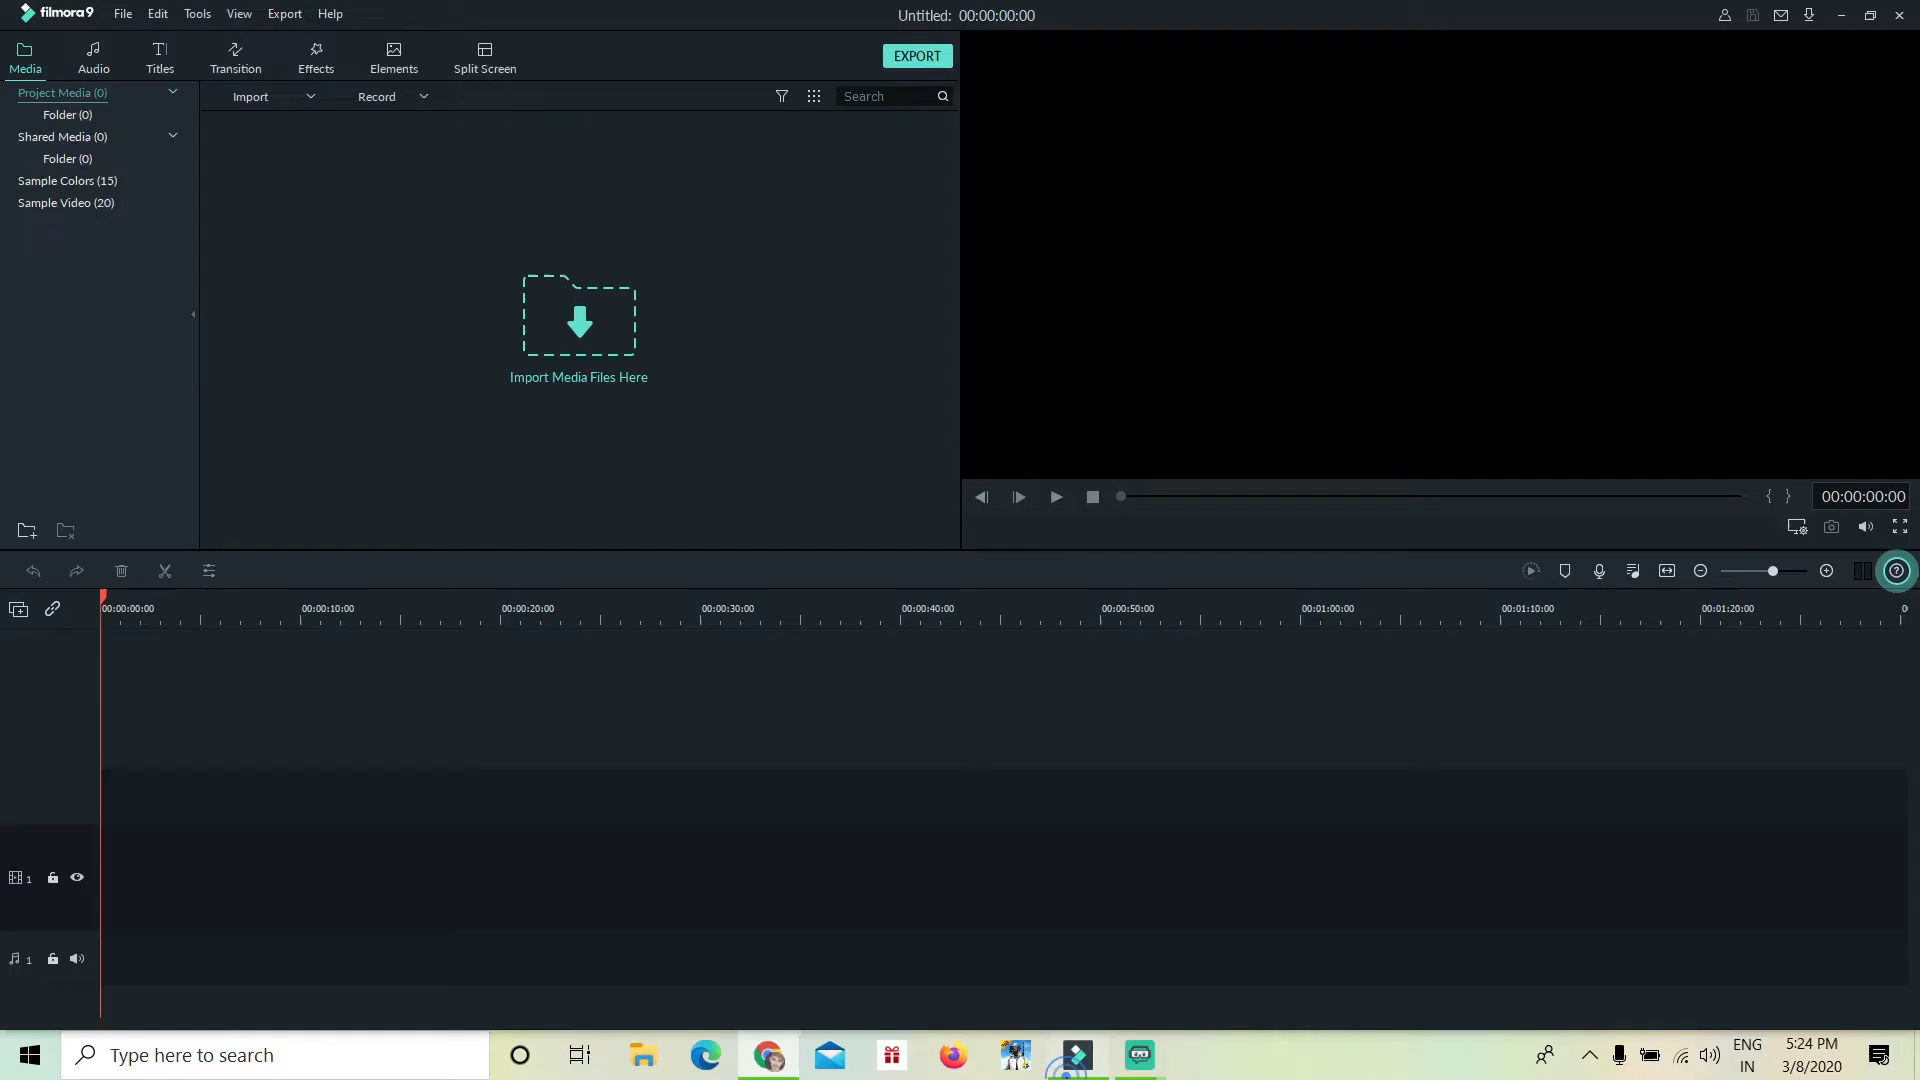 filmora9 File Edit Tools View Export Help Untitled: 00:00:00:00
Media Audio Titles Transition Effects Elements Split Screen EXPORT
Project Media (0)
Folder (0)
Shared Media (0)
Folder (0)
Sample Colors (15)
Sample Video (20)
Import Record Search
Import Media Files Here
00:00:00:00
00:00:00:00 00:00:10:00 00:00:20:00 00:00:30:00 00:00:40:00 00:00:50:00 00:01:00:00 00:01:10:00 00:01:20:00 0
1
1
Type here to search
ENG
IN
5:24 PM
3/8/2020